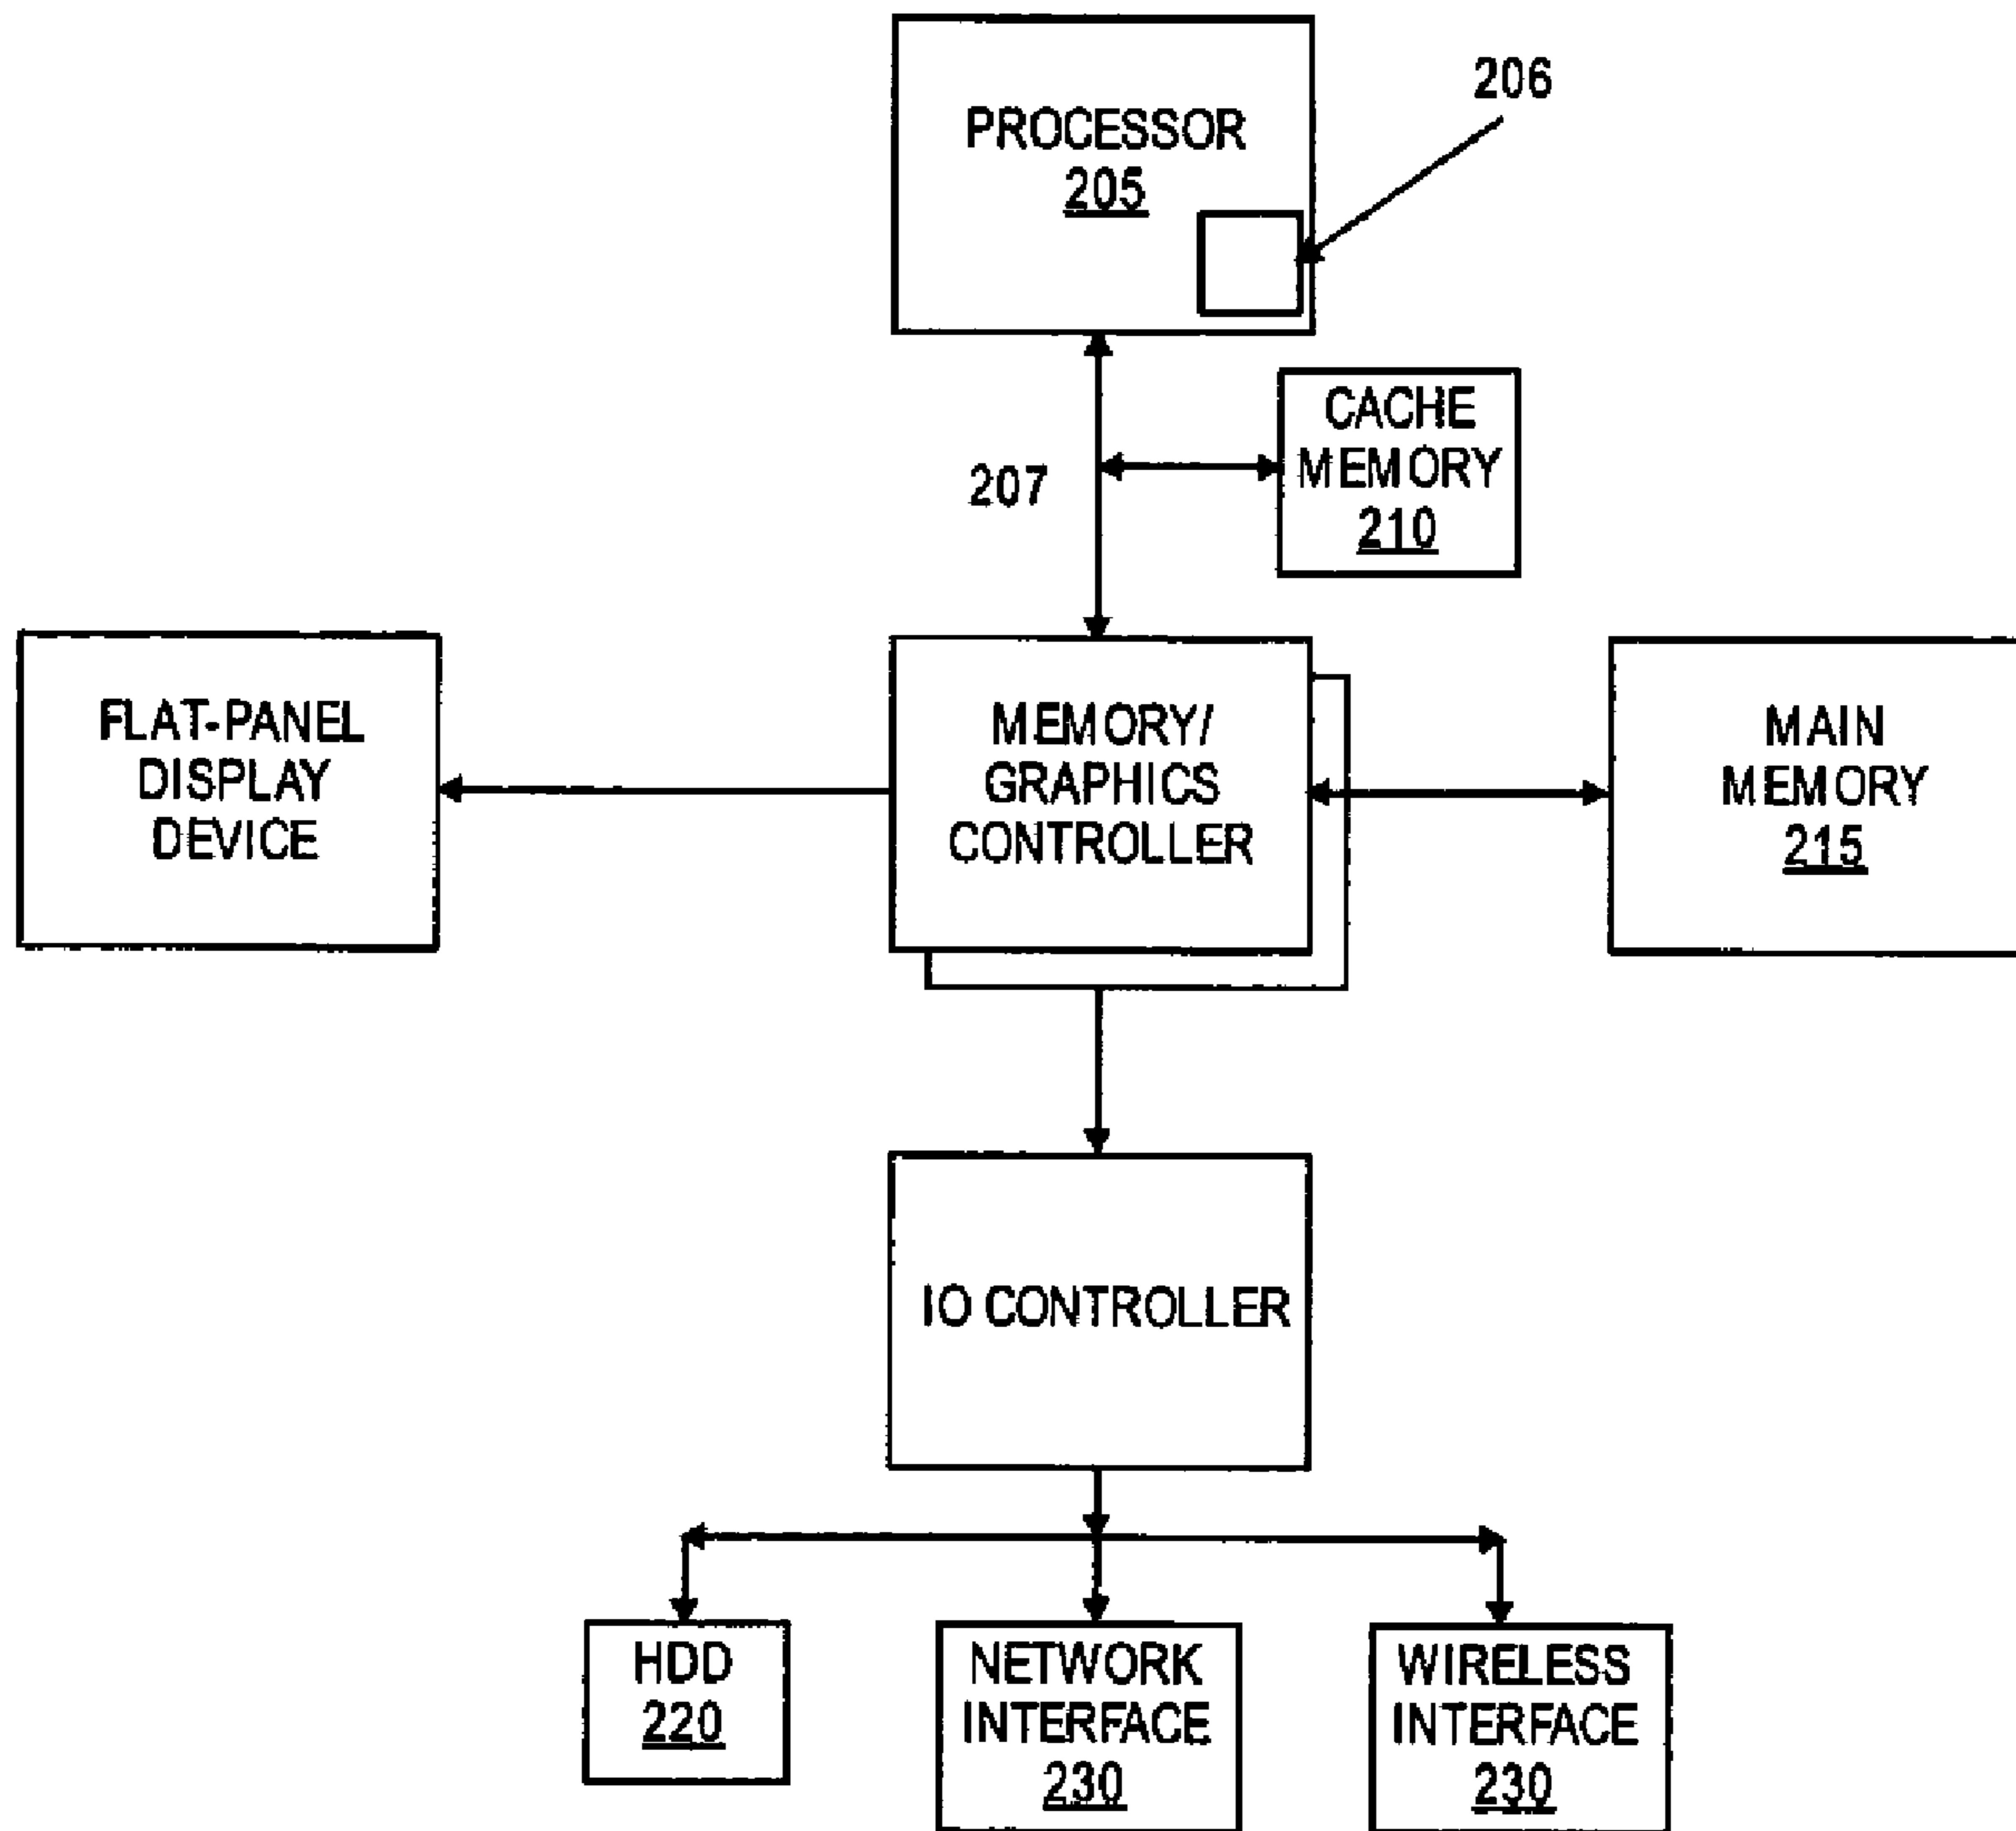 PROCESSOR
205
206
CACHE
MEMORY
210
207
FLAT-PANEL
DISPLAY
DEVICE
MEMORY/
GRAPHICS
CONTROLLER
MAIN
MEMORY
215
IO CONTROLLER
HDD
220
NETWORK
INTERFACE
230
WIRELESS
INTERFACE
230